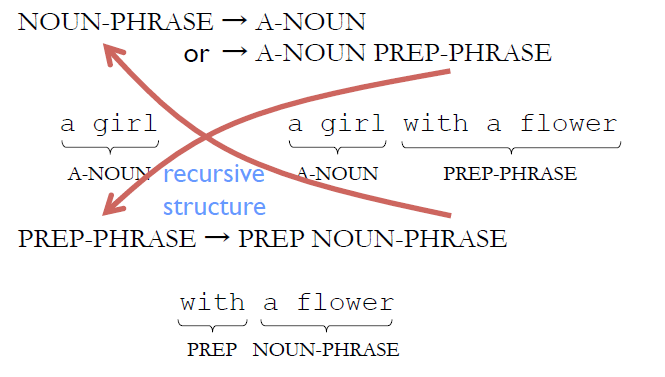 NOUN-PHRASE → A-NOUN
or → A-NOUN PREP-PHRASE
a girl a girl with a flower
A-NOUN recursive A-NOUN PREP-PHRASE
structure
PREP-PHRASE → PREP NOUN-PHRASE
with a flower
PREP NOUN-PHRASE